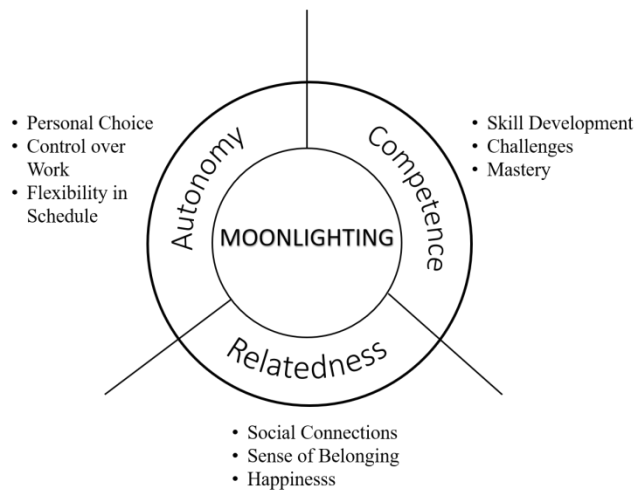 Autonomy
• Personal Choice
• Control over
Work
• Flexibility in
Schedule
Competence
• Skill Development
• Challenges
• Mastery
MOONLIGHTING
Relatedness
• Social Connections
• Sense of Belonging
• Happinesss